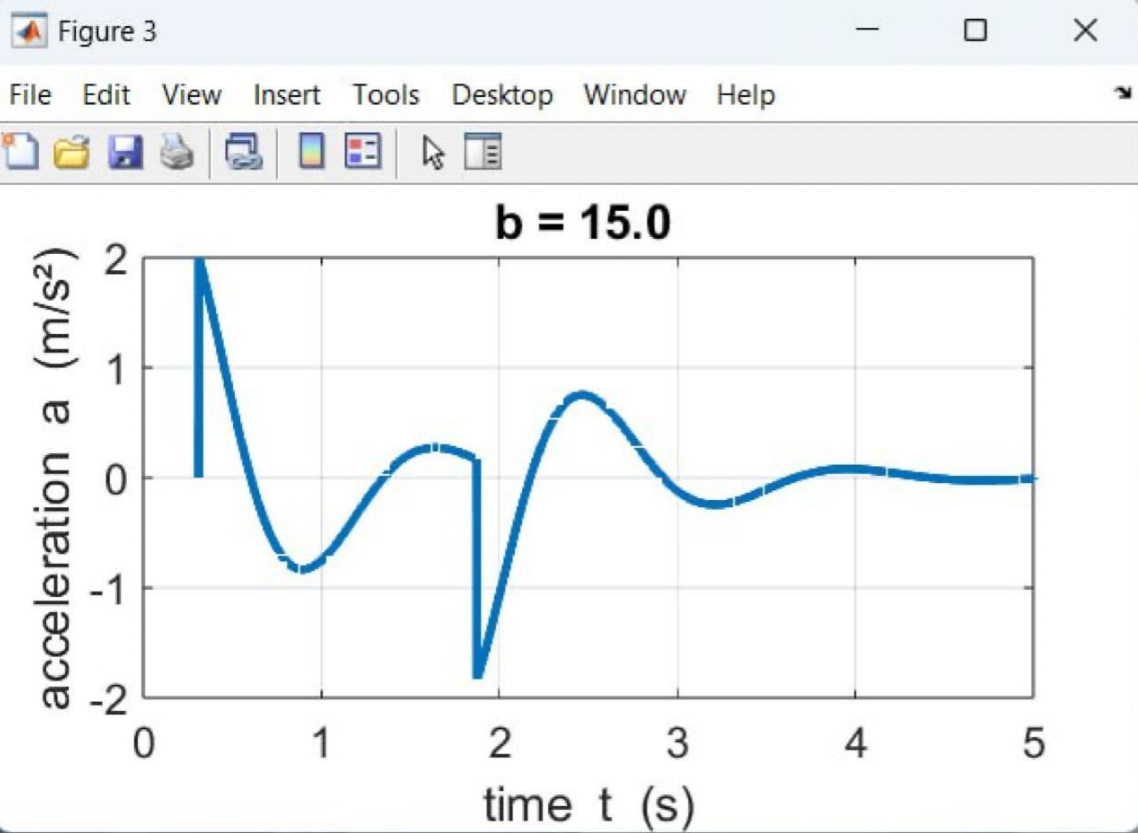 Figure 3
File Edit View Insert Tools Desktop Window Help
b = 15.0
acceleration a (m/s²)
2
1
0
-1
-2
0 1 2 3 4 5
time t (s)